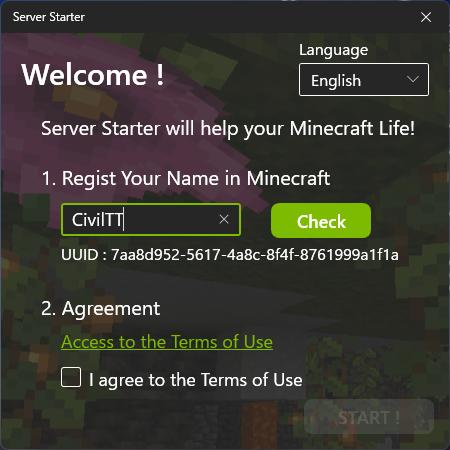 Server Starter
Language
Welcome !
English
Server Starter will help your Minecraft Life!
1. Regist Your Name in Minecraft
CivilTT
Check
UUID : 7aa8d952-5617-4a8c-8f4f-8761999a1f1a
2. Agreement
Access to the Terms of Use
I agree to the Terms of Use
START !